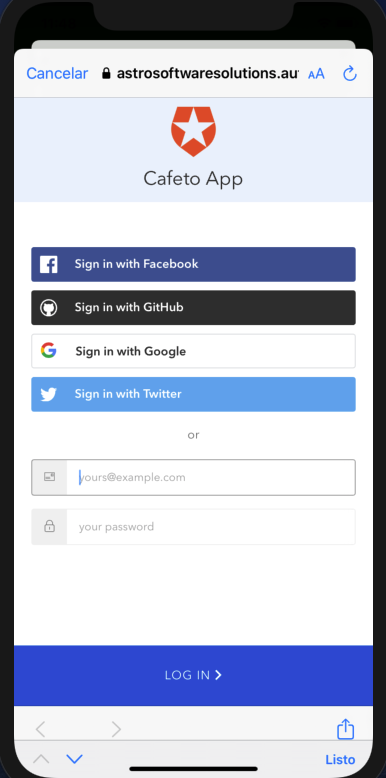 Cancelar astrosoftwaresolutions.au AA
Cafeto App
Sign in with Facebook
Sign in with GitHub
Sign in with Google
Sign in with Twitter
or
yours@example.com
your password
LOG IN
Listo